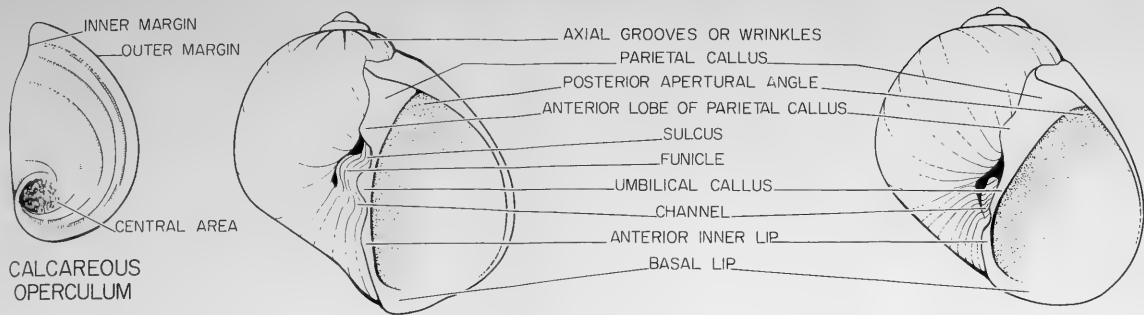 INNER MARGIN
OUTER MARGIN
CENTRAL AREA
CALCAREOUS
OPERCULUM
AXIAL GROOVES OR WRINKLES
PARIETAL CALLUS
POSTERIOR APERTURAL ANGLE
ANTERIOR LOBE OF PARIETAL CALLUS
SULCUS
FUNICLE
UMBILICAL CALLUS
CHANNEL
ANTERIOR INNER LIP
BASAL LIP